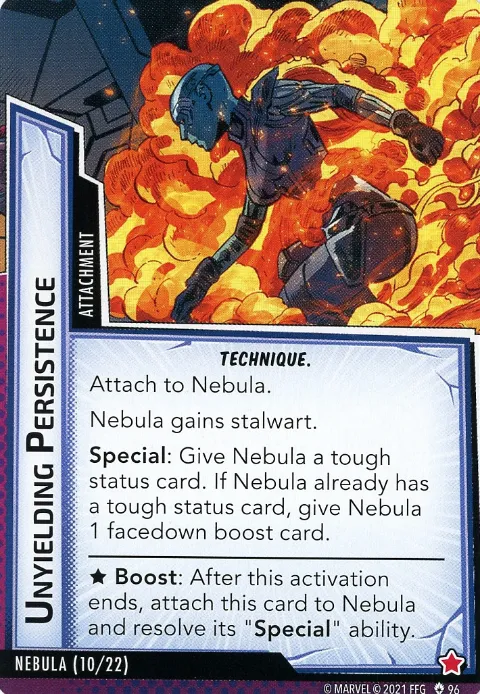 UNYIELDING PERSISTENCE
ATTACHMENT
TECHNIQUE.
Attach to Nebula.
Nebula gains stalwart.
Special: Give Nebula a tough
status card. If Nebula already has
a tough status card, give Nebula
1 facedown boost card.
★ Boost: After this activation
ends, attach this card to Nebula
and resolve its "Special" ability.
NEBULA (10/22)
© MARVEL © 2021 FFG 96